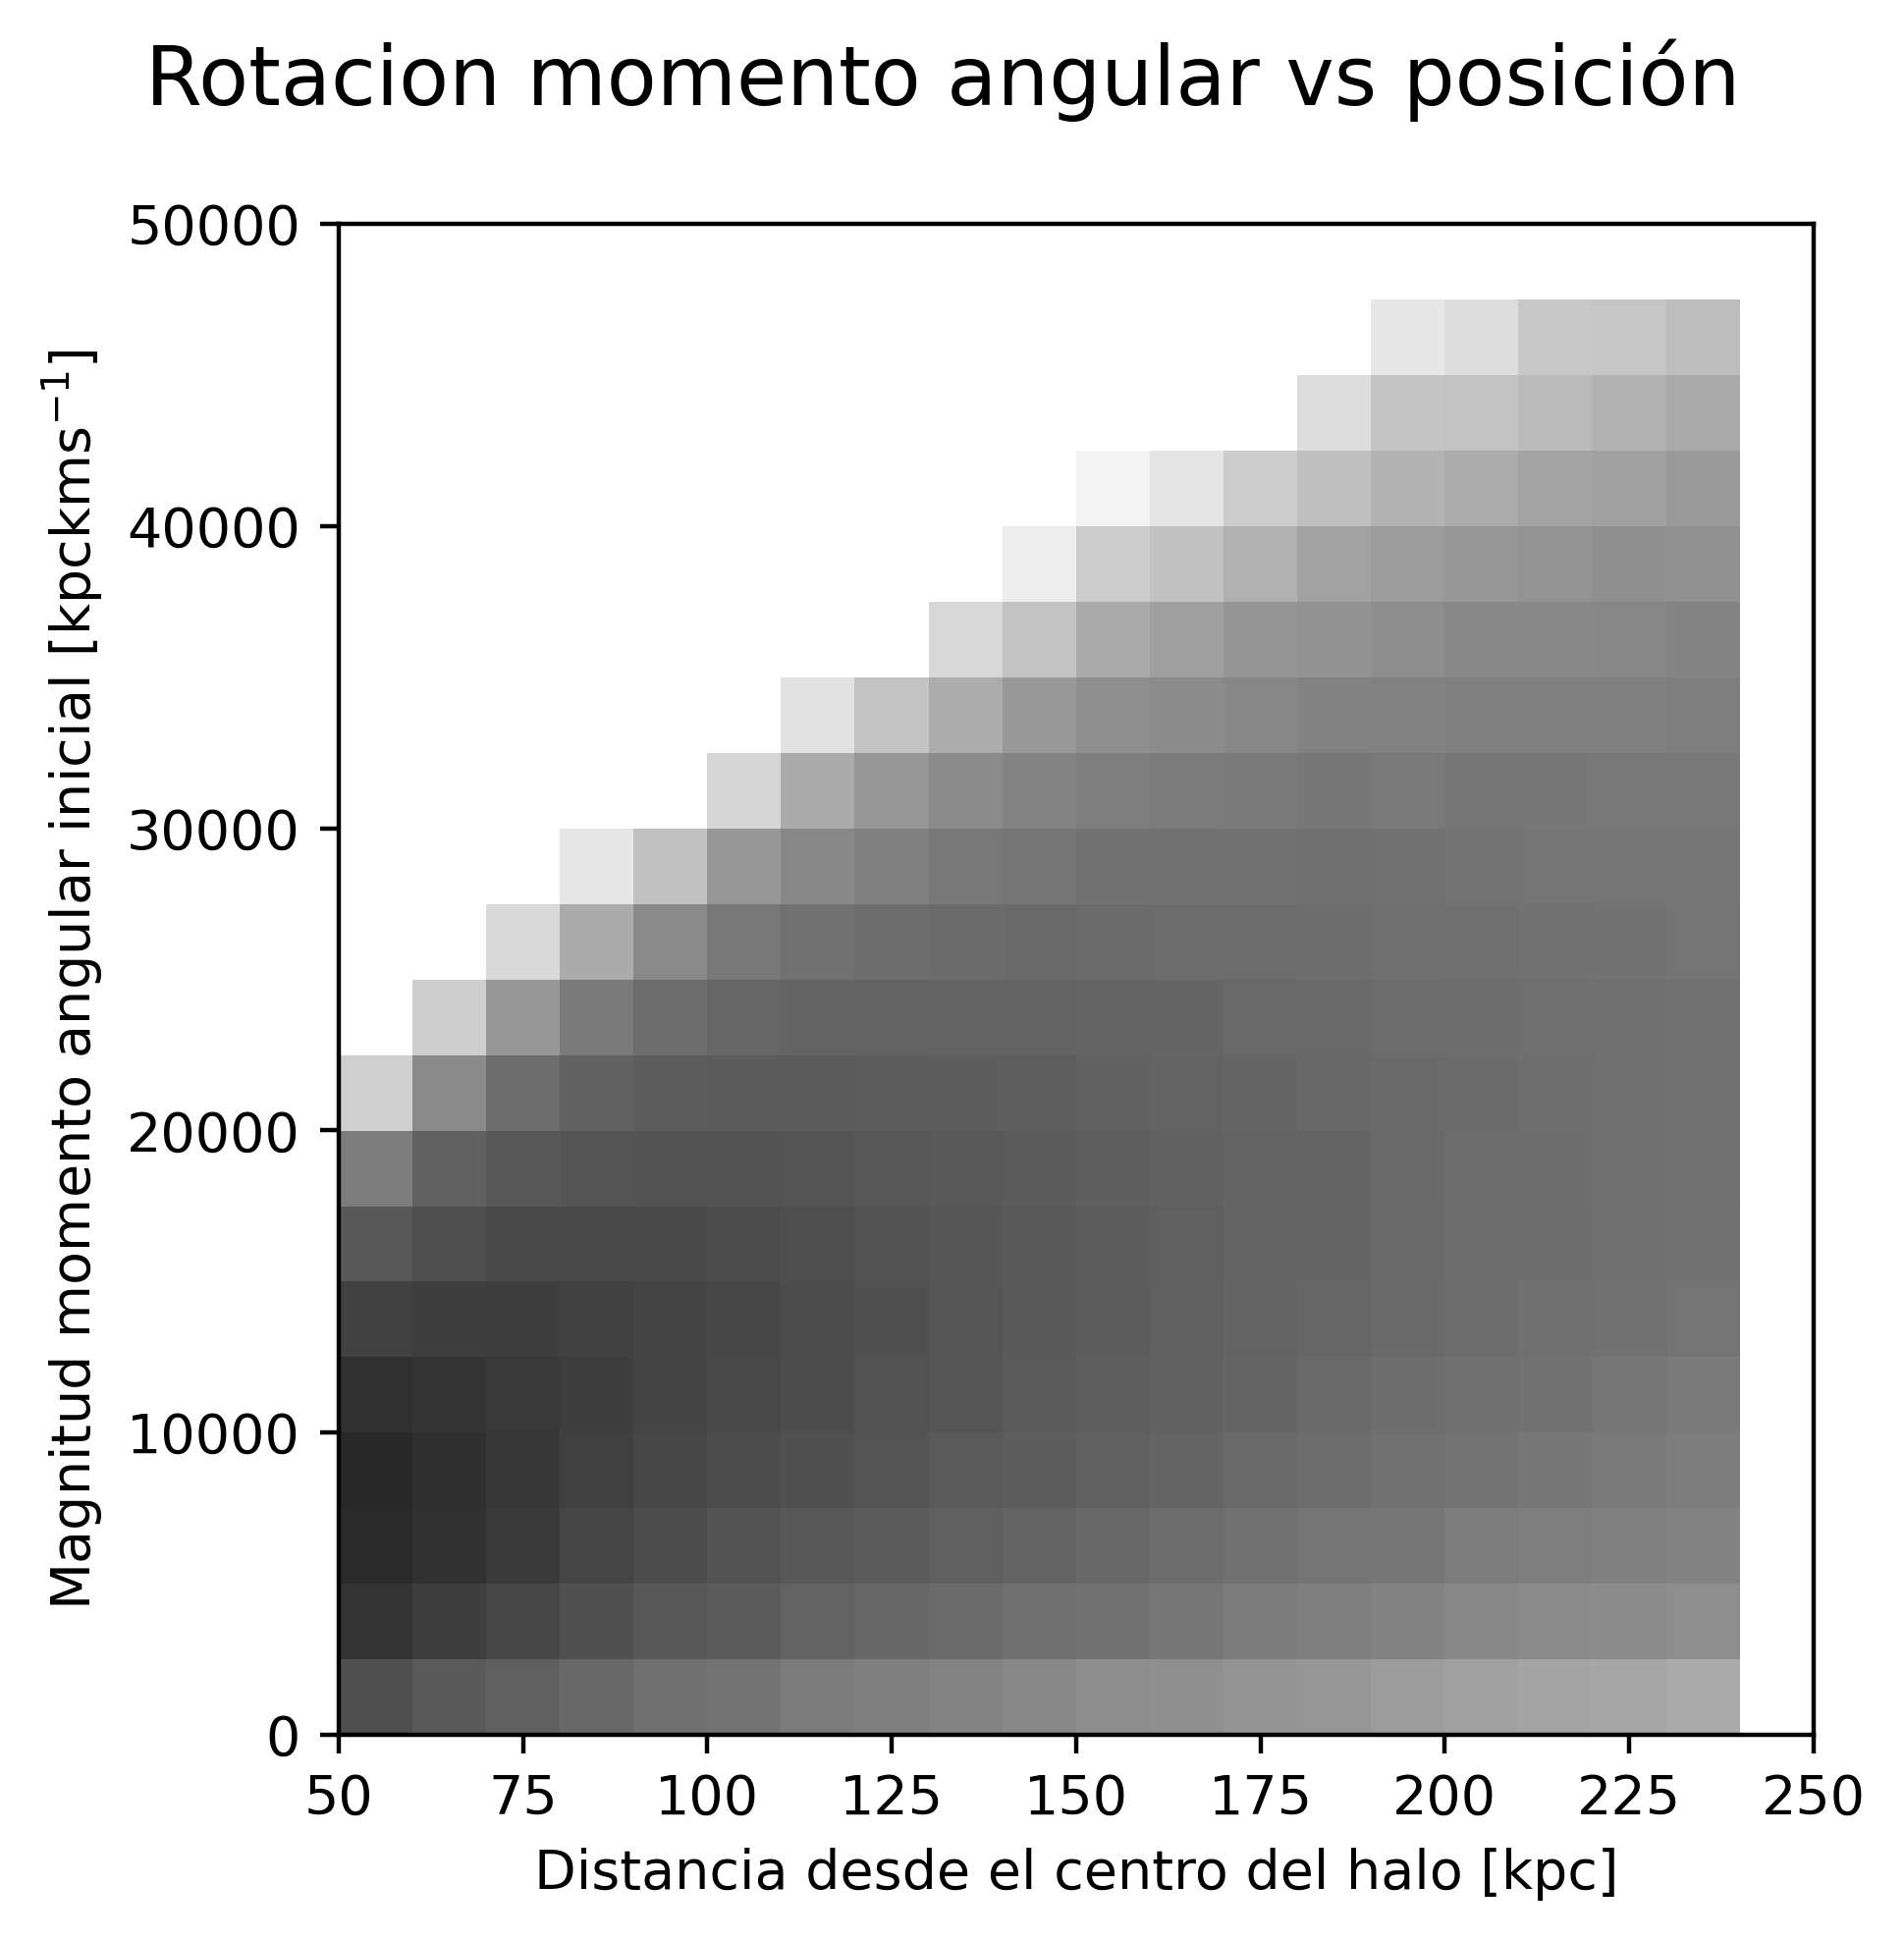 Rotacion momento angular vs posición
Magnitud momento angular inicial [kpckms⁻¹]
50000
40000
30000
20000
10000
0
50 75 100 125 150 175 200 225 250
Distancia desde el centro del halo [kpc]